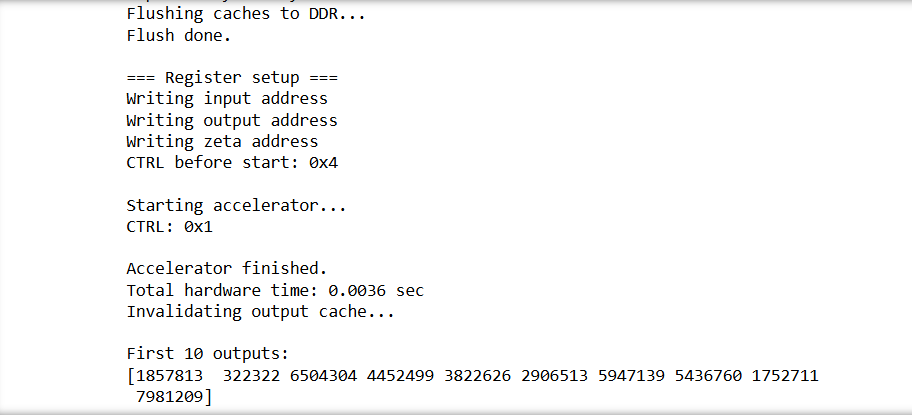 Flushing caches to DDR...
Flush done.
=== Register setup ===
Writing input address
Writing output address
Writing zeta address
CTRL before start: 0x4
Starting accelerator...
CTRL: 0x1
Accelerator finished.
Total hardware time: 0.0036 sec
Invalidating output cache...
First 10 outputs:
[1857813  322322 6504304 4452499 3822626 2906513 5947139 5436760 1752711
 7981209]